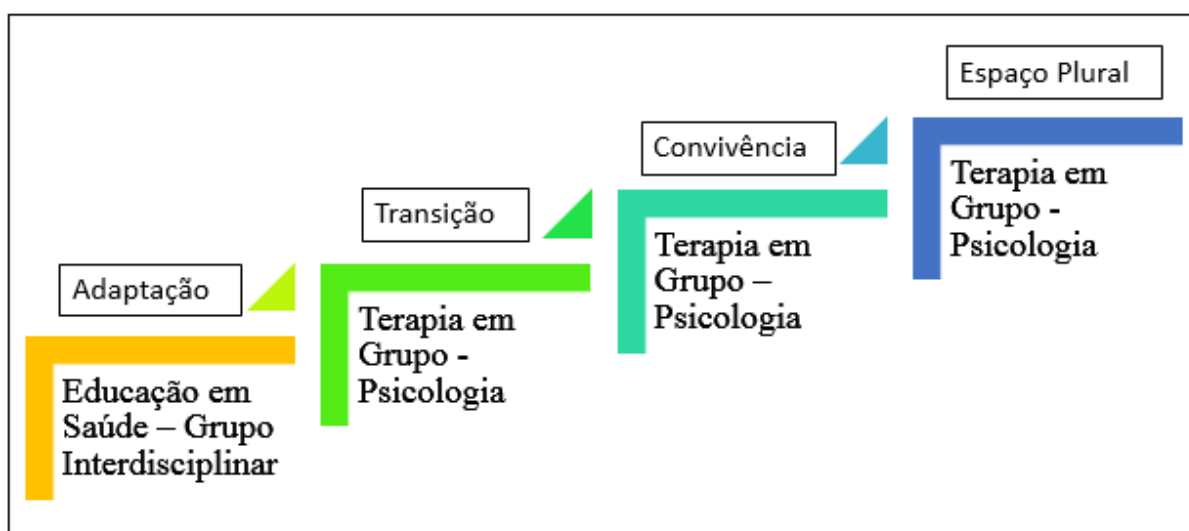 Adaptação
Educação em
Saúde – Grupo
Interdisciplinar
Transição
Terapia em
Grupo -
Psicologia
Convivência
Terapia em
Grupo –
Psicologia
Espaço Plural
Terapia em
Grupo -
Psicologia